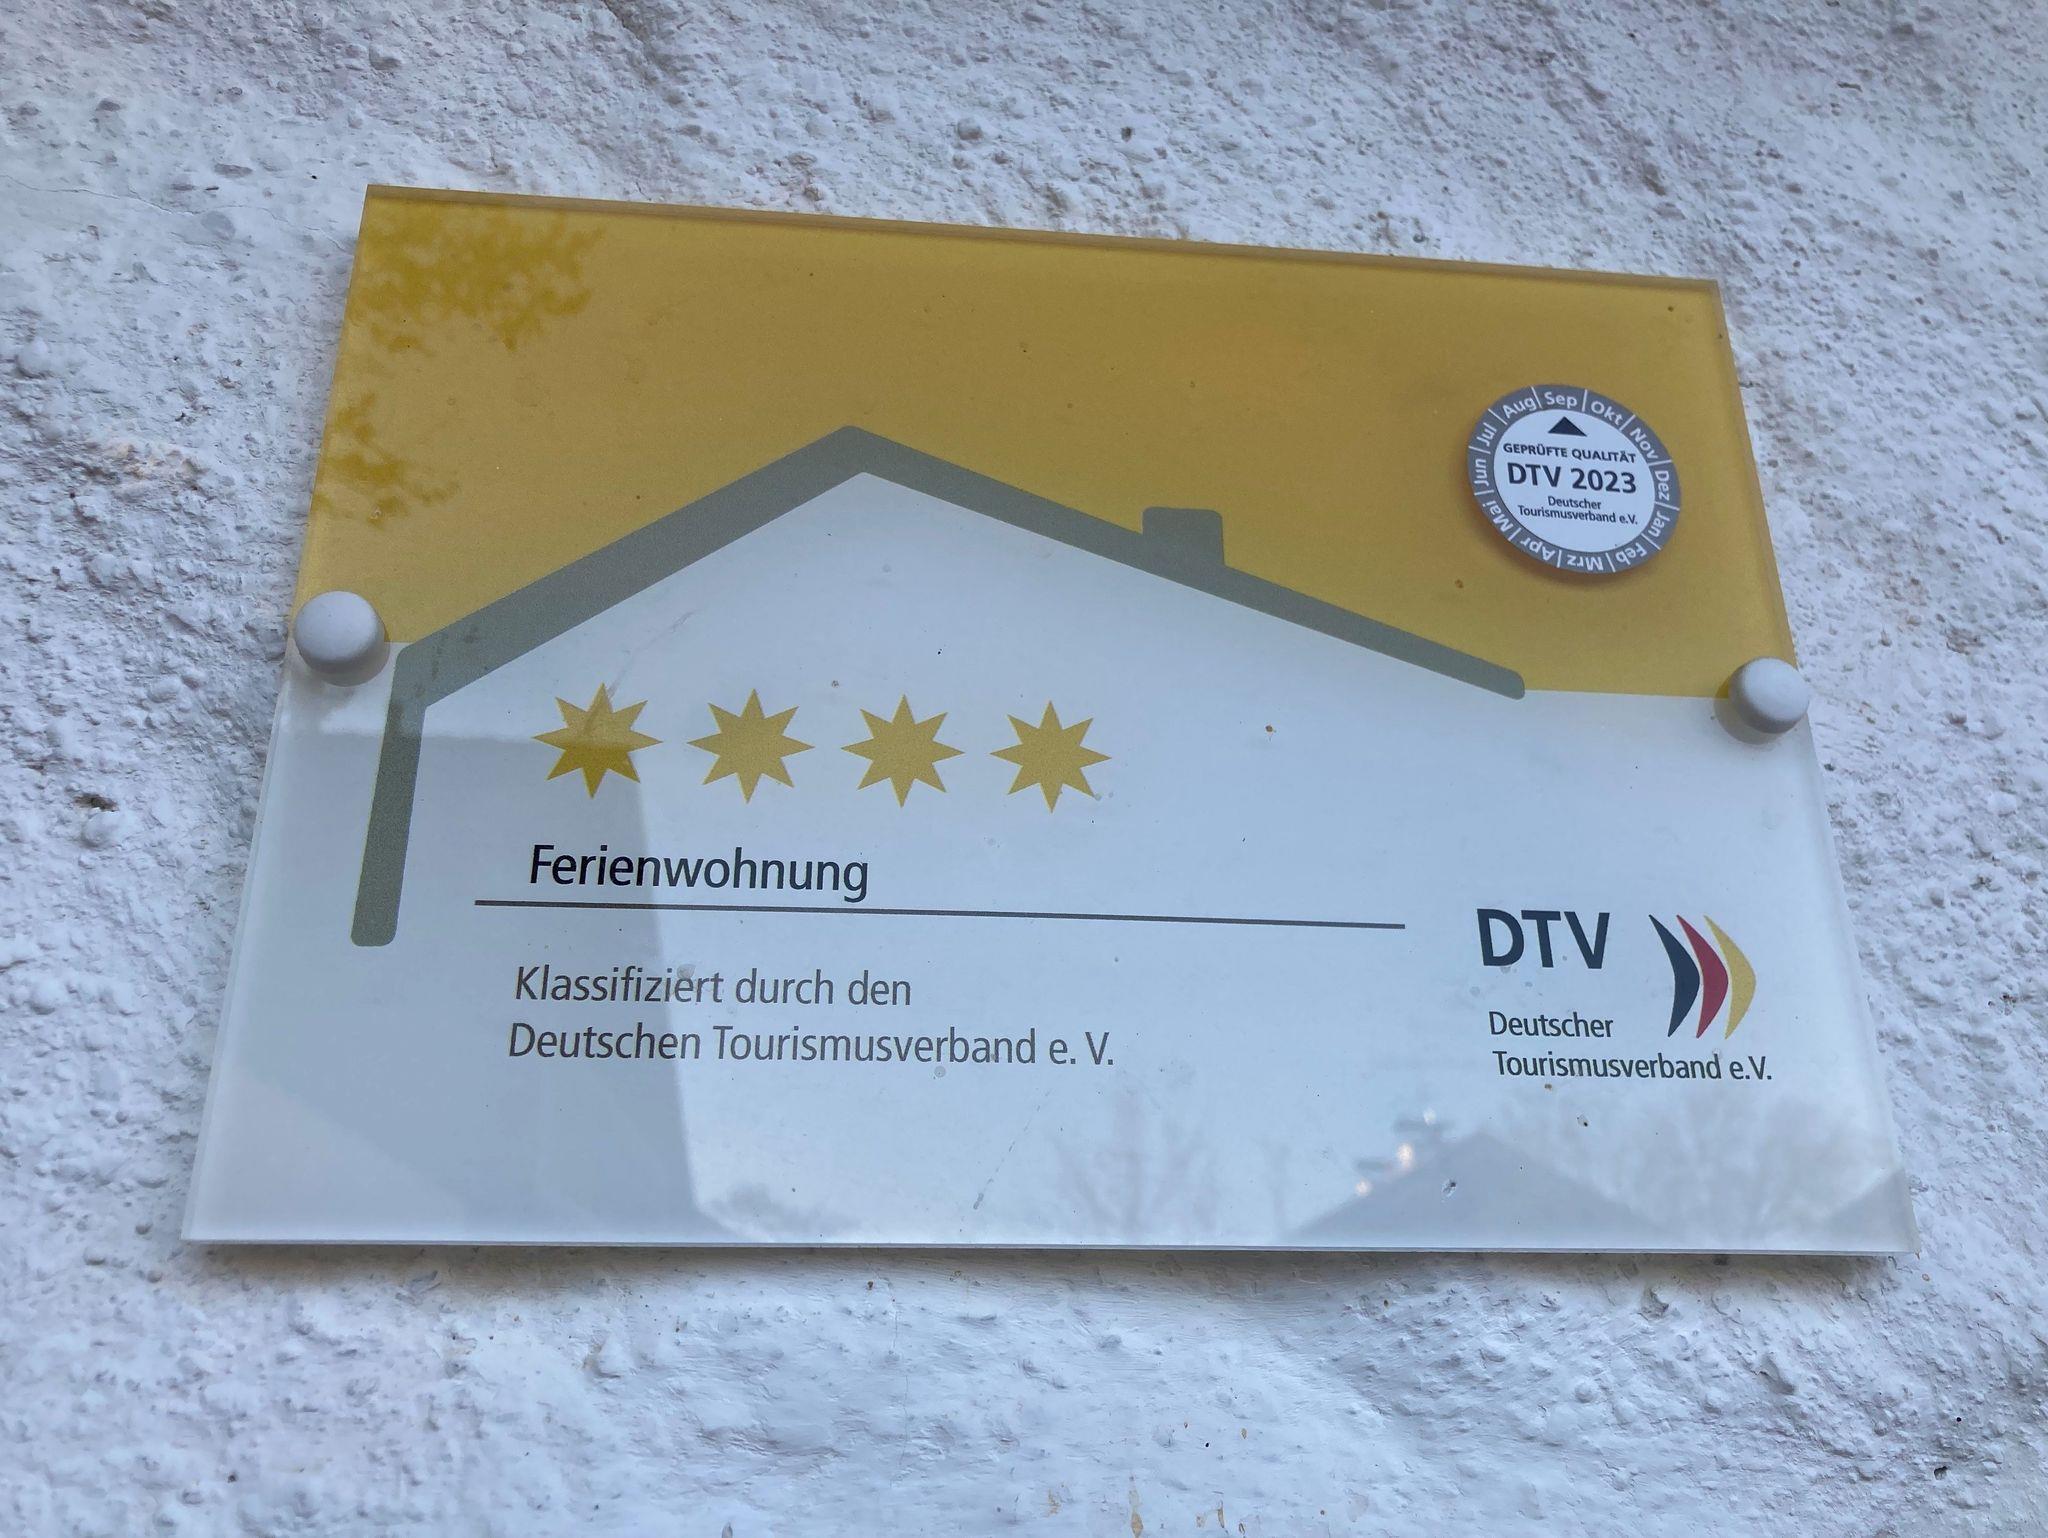 Aug | Sep | Okt | Nov | Dez | Jan | Feb | Mrz | Apr | Mai | Jun | Jul |
GEPRÜFTE QUALITÄT
DTV 2023
Deutscher
Tourismusverband e.V.
Ferienwohnung
Klassifiziert durch den
Deutschen Tourismusverband e. V.
DTV
Deutscher
Tourismusverband e.V.